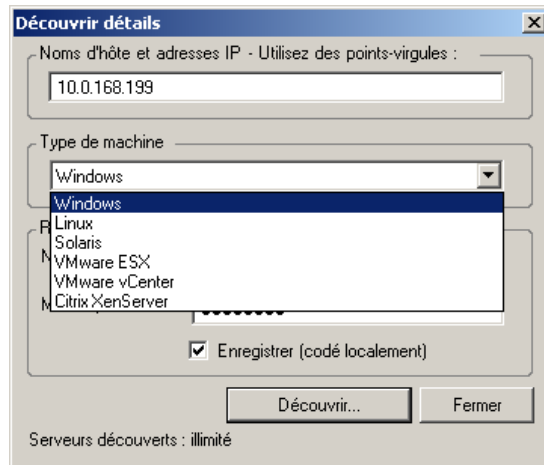 Découvrir détails
Noms d'hôte et adresses IP - Utilisez des points-virgules :
10.0.168.199
Type de machine
Windows
Windows
Linux
Solaris
VMware ESX
VMware vCenter
Citrix XenServer
Enregistrer (codé localement)
Découvrir... Fermer
Serveurs découverts : illimité